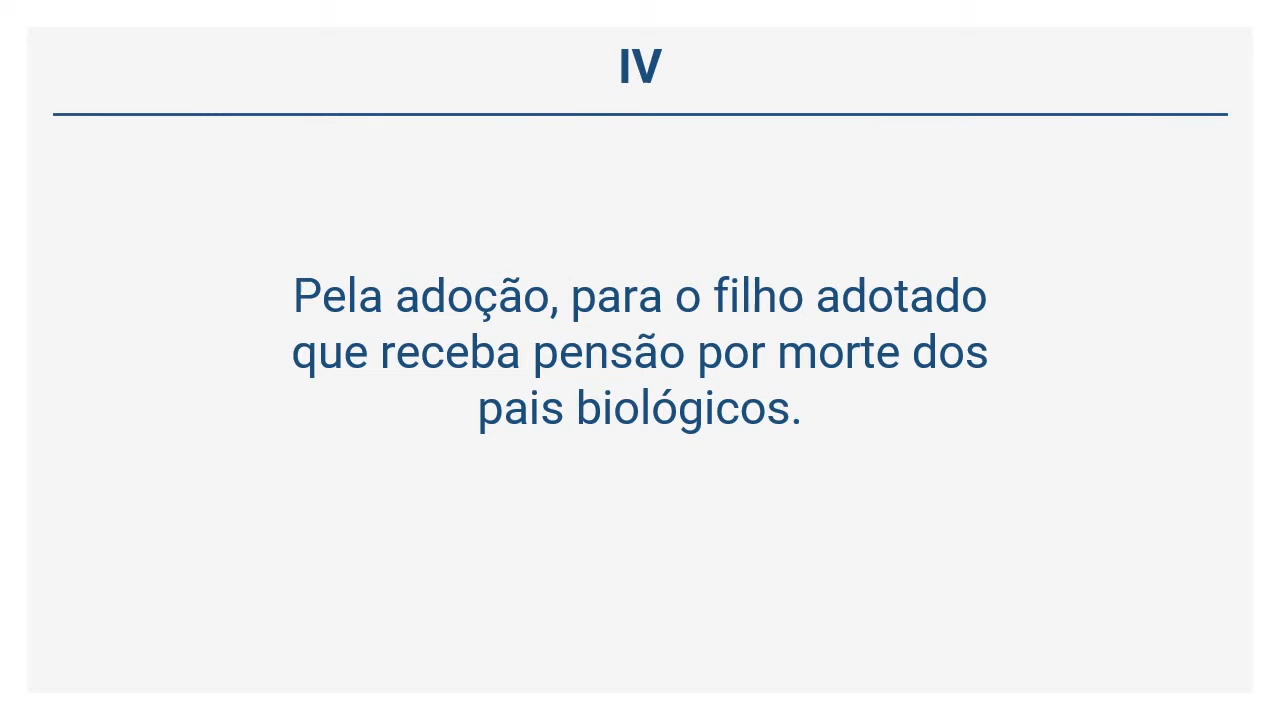 IV
Pela adoção, para o filho adotado
que receba pensão por morte dos
pais biológicos.